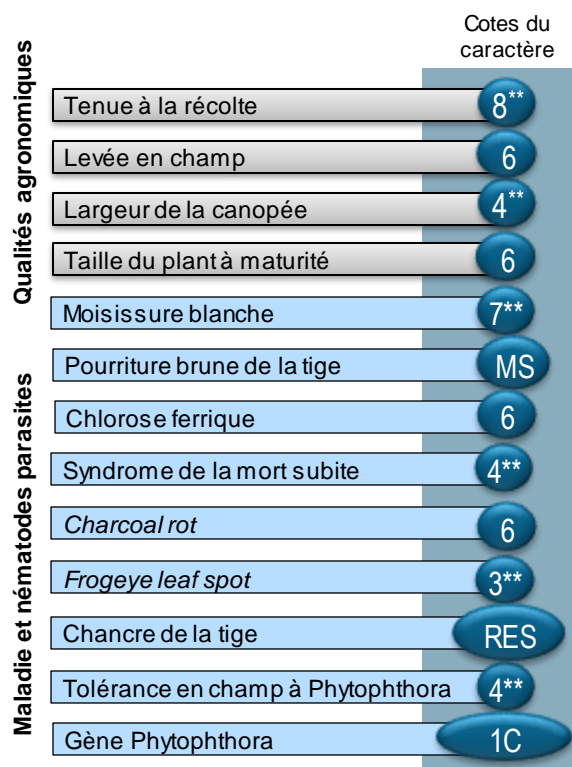 Cotes du
caractère
Qualités agronomiques
Tenue à la récolte 8**
Levée en champ 6
Largeur de la canopée 4**
Taille du plant à maturité 6
Maladie et nématodes parasites
Moisissure blanche 7**
Pourriture brune de la tige MS
Chlorose ferrique 6
Syndrome de la mort subite 4**
Charcoal rot 6
Frogeye leaf spot 3**
Chancre de la tige RES
Tolérance en champ à Phytophthora 4**
Gène Phytophthora 1C